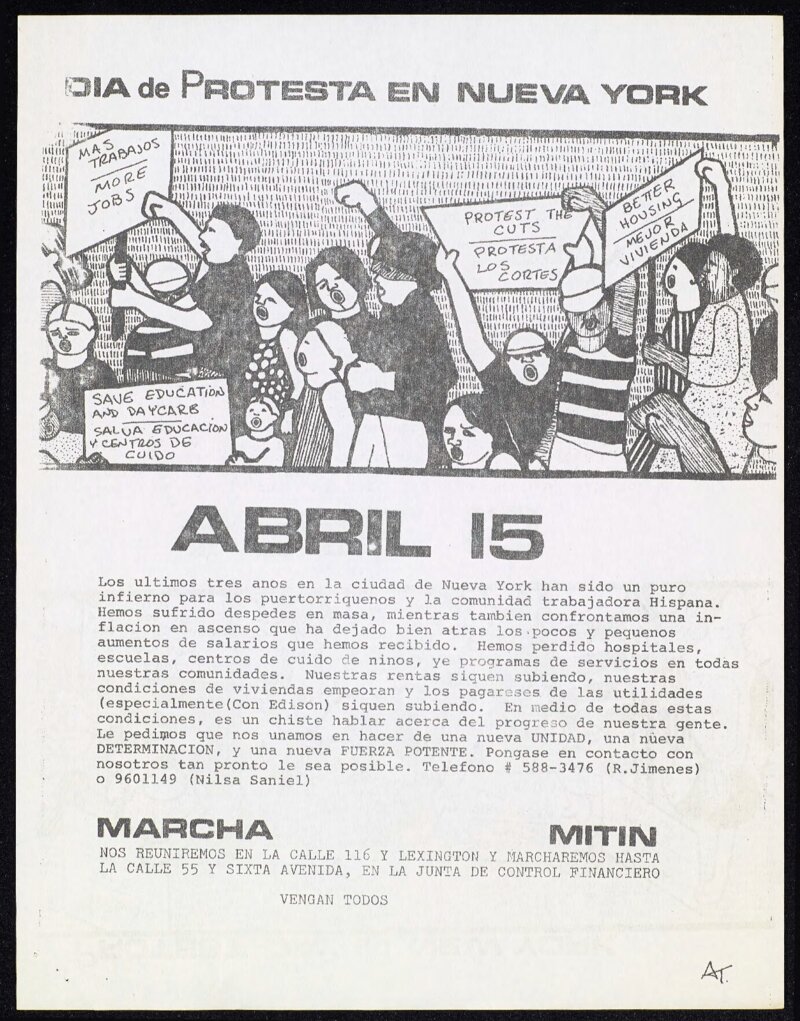 DIA de PROTESTA EN NUEVA YORK
MAS
TRABAJOS
MORE
JOBS
PROTEST THE
CUTS
PROTESTA
LOS
CORTES
BETTER
HOUSING
MEJOR
VIVIENDA
SAVE EDUCATION
AND DAYCARE
SALVA EDUCACION
Y CENTROS DE
CUIDO
ABRIL 15
Los ultimos tres anos en la ciudad de Nueva York han sido un puro
infierno para los puertorriquenos y la comunidad trabajadora Hispana.
Hemos sufrido despedes en masa, mientras tambien confrontamos una in-
flacion en ascenso que ha dejado bien atras los pocos y pequenos
aumentos de salarios que hemos recibido. Hemos perdido hospitales,
escuelas, centros de cuido de ninos, ye programas de servicios en todas
nuestras comunidades. Nuestras rentas siquen subiendo, nuestras
condiciones de viviendas empeoran y los pagareses de las utilidades
(especialmente(Con Edison) siquen subiendo. En medio de todas estas
condiciones, es un chiste hablar acerca del progreso de nuestra gente.
Le pedimos que nos unamos en hacer de una nueva UNIDAD, una nueva
DETERMINACION, y una nueva FUERZA POTENTE. Pongase en contacto con
nosotros tan pronto le sea posible. Telefono # 588-3476 (R.Jimenes)
o 9601149 (Nilsa Saniel)
MARCHA MITIN
NOS REUNIREMOS EN LA CALLE 116 Y LEXINGTON Y MARCHAREMOS HASTA
LA CALLE 55 Y SIXTA AVENIDA, EN LA JUNTA DE CONTROL FINANCIERO
VENGAN TODOS
AT.